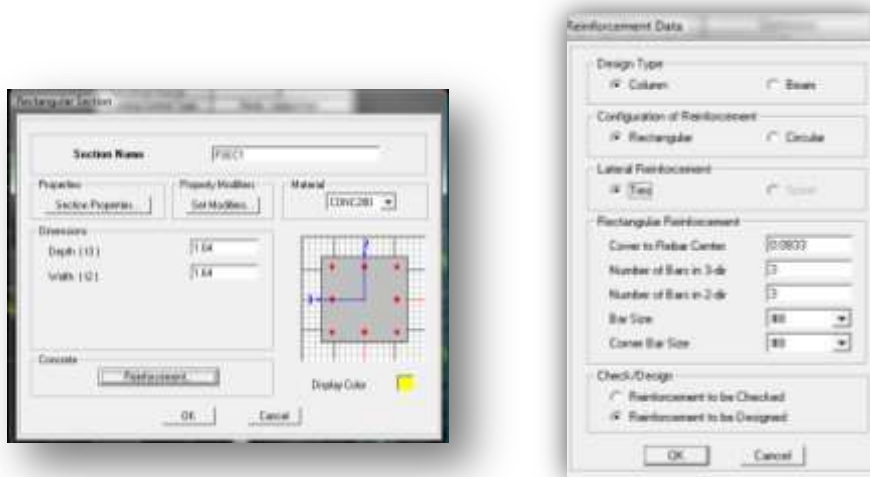 Rectangular Section
Section Name
FSEC1
Properties
Section Properties...
Property Modifiers
Set Modifiers...
Material
Dimensions
Depth ( t3 )
1.64
Width ( t2 )
1.64
2
3
Concrete
Reinforcement...
Display Color
OK
Cancel
Reinforcement Data
Design Type
Column
Beam
Configuration of Reinforcement
Rectangular
Circular
Lateral Reinforcement
Ties
Rectangular Reinforcement
Cover to Rebar Center
0.0833
Number of Bars in 3-dir
3
Number of Bars in 2-dir
3
Bar Size
#8
Corner Bar Size
#8
Check/Design
Reinforcement to be Checked
Reinforcement to be Designed
OK
Cancel